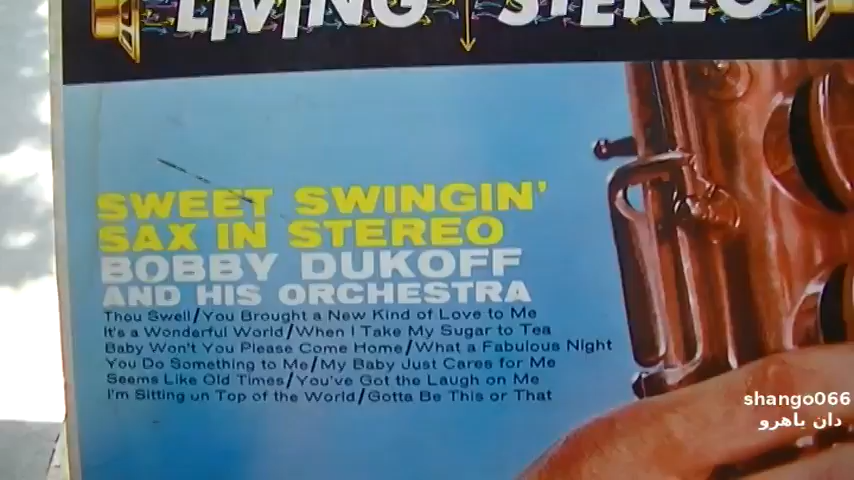 LIVING STEREO
SWEET SWINGIN'
SAX IN STEREO
BOBBY DUKOFF
AND HIS ORCHESTRA
Thou Swell/You Brought a New Kind of Love to Me
It's a Wonderful World/When I Take My Sugar to Tea
Baby Won't You Please Come Home/What a Fabulous Night
You Do Something to Me/My Baby Just Cares for Me
Seems Like Old Times/You've Got the Laugh on Me
I'm Sitting on Top of the World/Gotta Be This or That
shango066
دان یاهرو